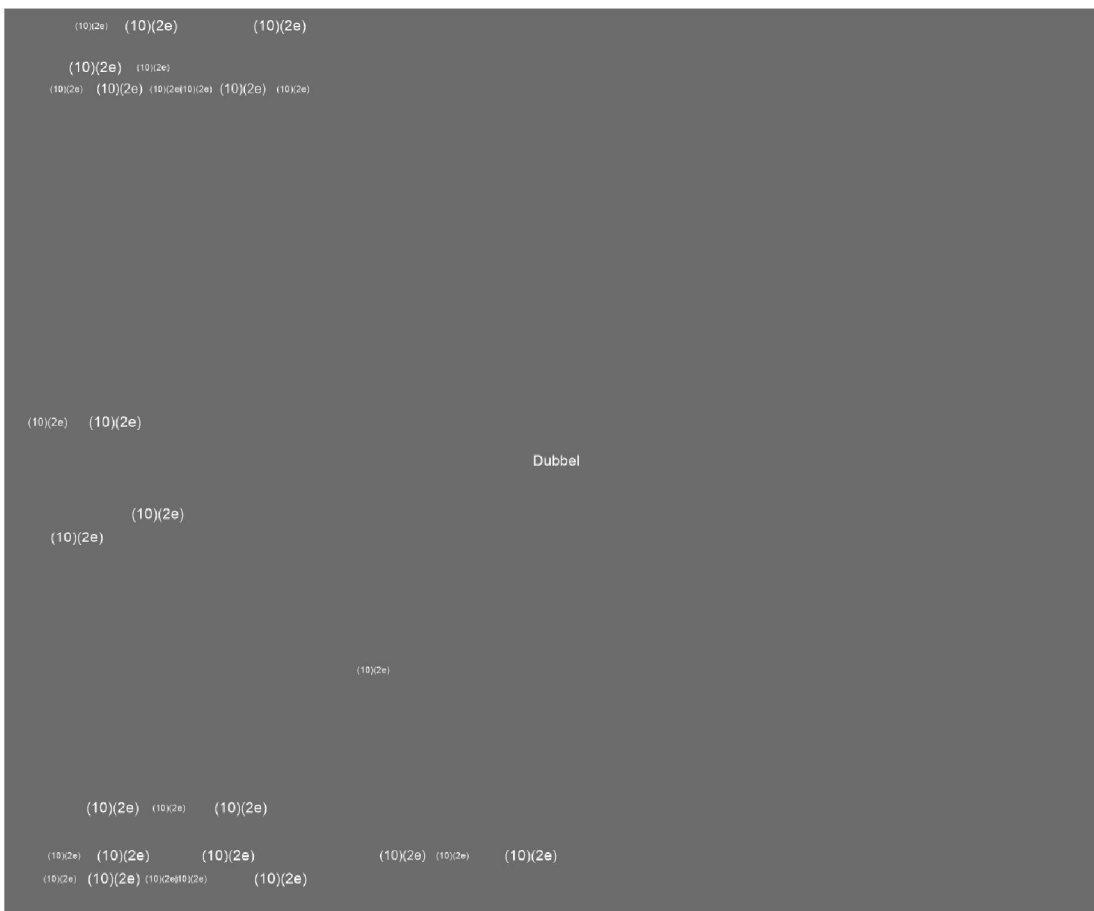 (10)(2e) (10)(2e) (10)(2e)
(10)(2e) (10)(2e)
(10)(2e) (10)(2e) (10)(2e)(10)(2e) (10)(2e) (10)(2e)
(10)(2e) (10)(2e)
Dubbel
(10)(2e)
(10)(2e)
(10)(2e)
(10)(2e) (10)(2e) (10)(2e)
(10)(2e) (10)(2e) (10)(2e) (10)(2e) (10)(2e) (10)(2e)
(10)(2e) (10)(2e) (10)(2e)(10)(2e) (10)(2e)